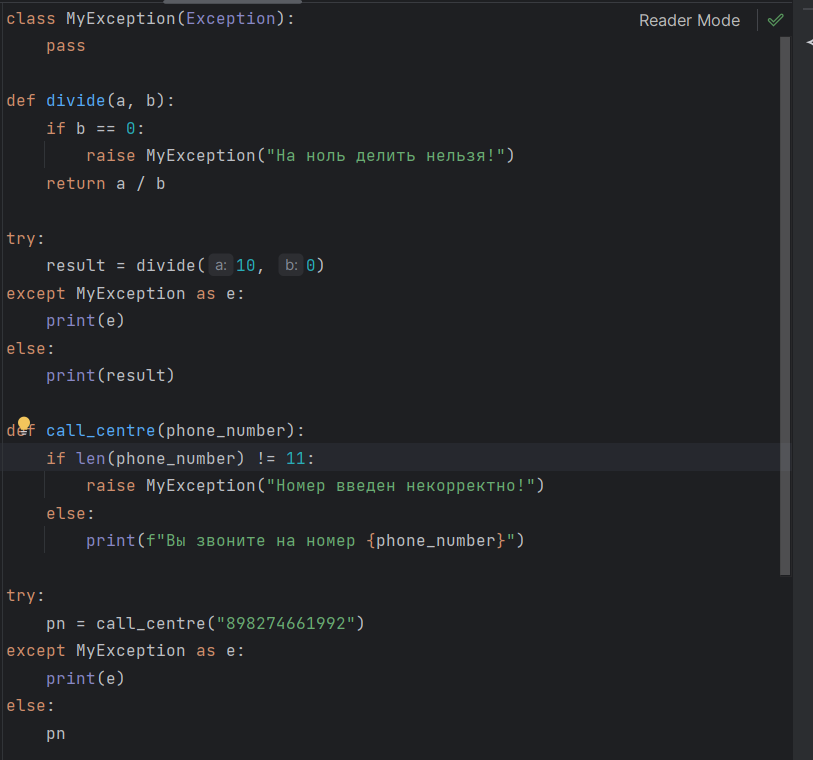 Reader Mode
class MyException(Exception):
    pass
def divide(a, b):
    if b == 0:
        raise MyException("На ноль делить нельзя!")
    return a / b
try:
    result = divide( a: 10, b: 0)
except MyException as e:
    print(e)
else:
    print(result)
def call_centre(phone_number):
    if len(phone_number) != 11:
        raise MyException("Номер введен некорректно!")
    else:
        print(f"Вы звоните на номер {phone_number}")
try:
    pn = call_centre("898274661992")
except MyException as e:
    print(e)
else:
    pn